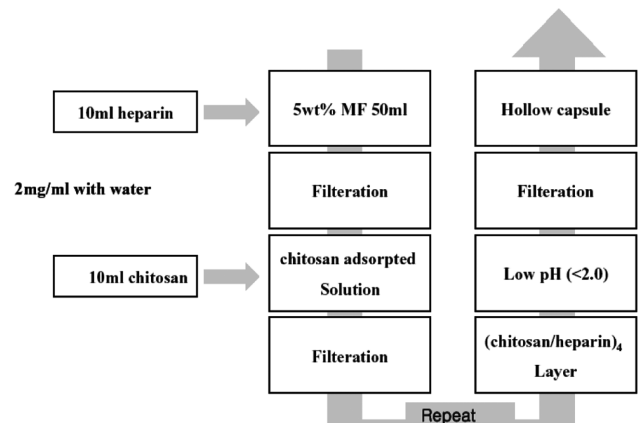 10ml heparin
5wt% MF 50ml
2mg/ml with water
Filteration
10ml chitosan
chitosan adsorpted
Solution
Filteration
Repeat
(chitosan/heparin)4
Layer
Low pH (<2.0)
Filteration
Hollow capsule